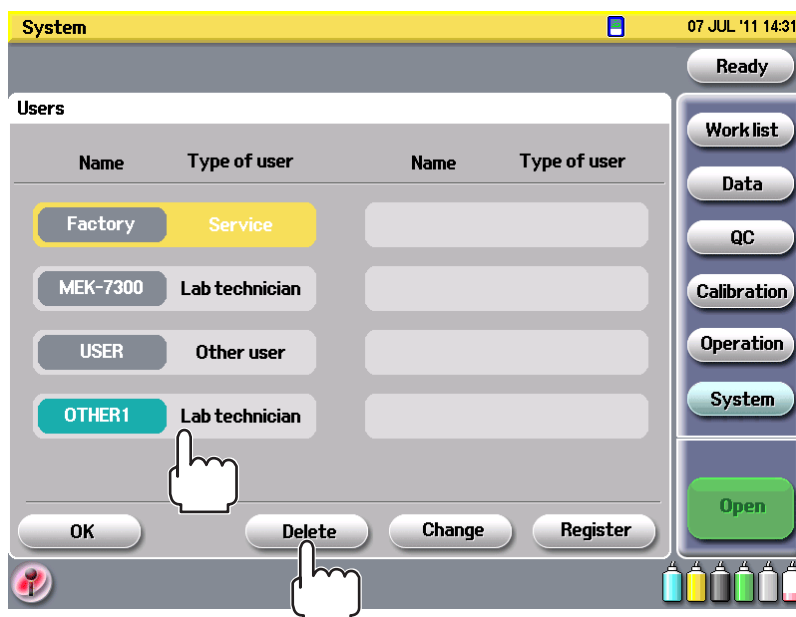 System
07 JUL '11 14:31
Ready
Users
Work list
Name Type of user Name Type of user
Data
Factory Service
QC
MEK-7300 Lab technician
Calibration
USER Other user
Operation
OTHER1 Lab technician
System
Open
OK Delete Change Register